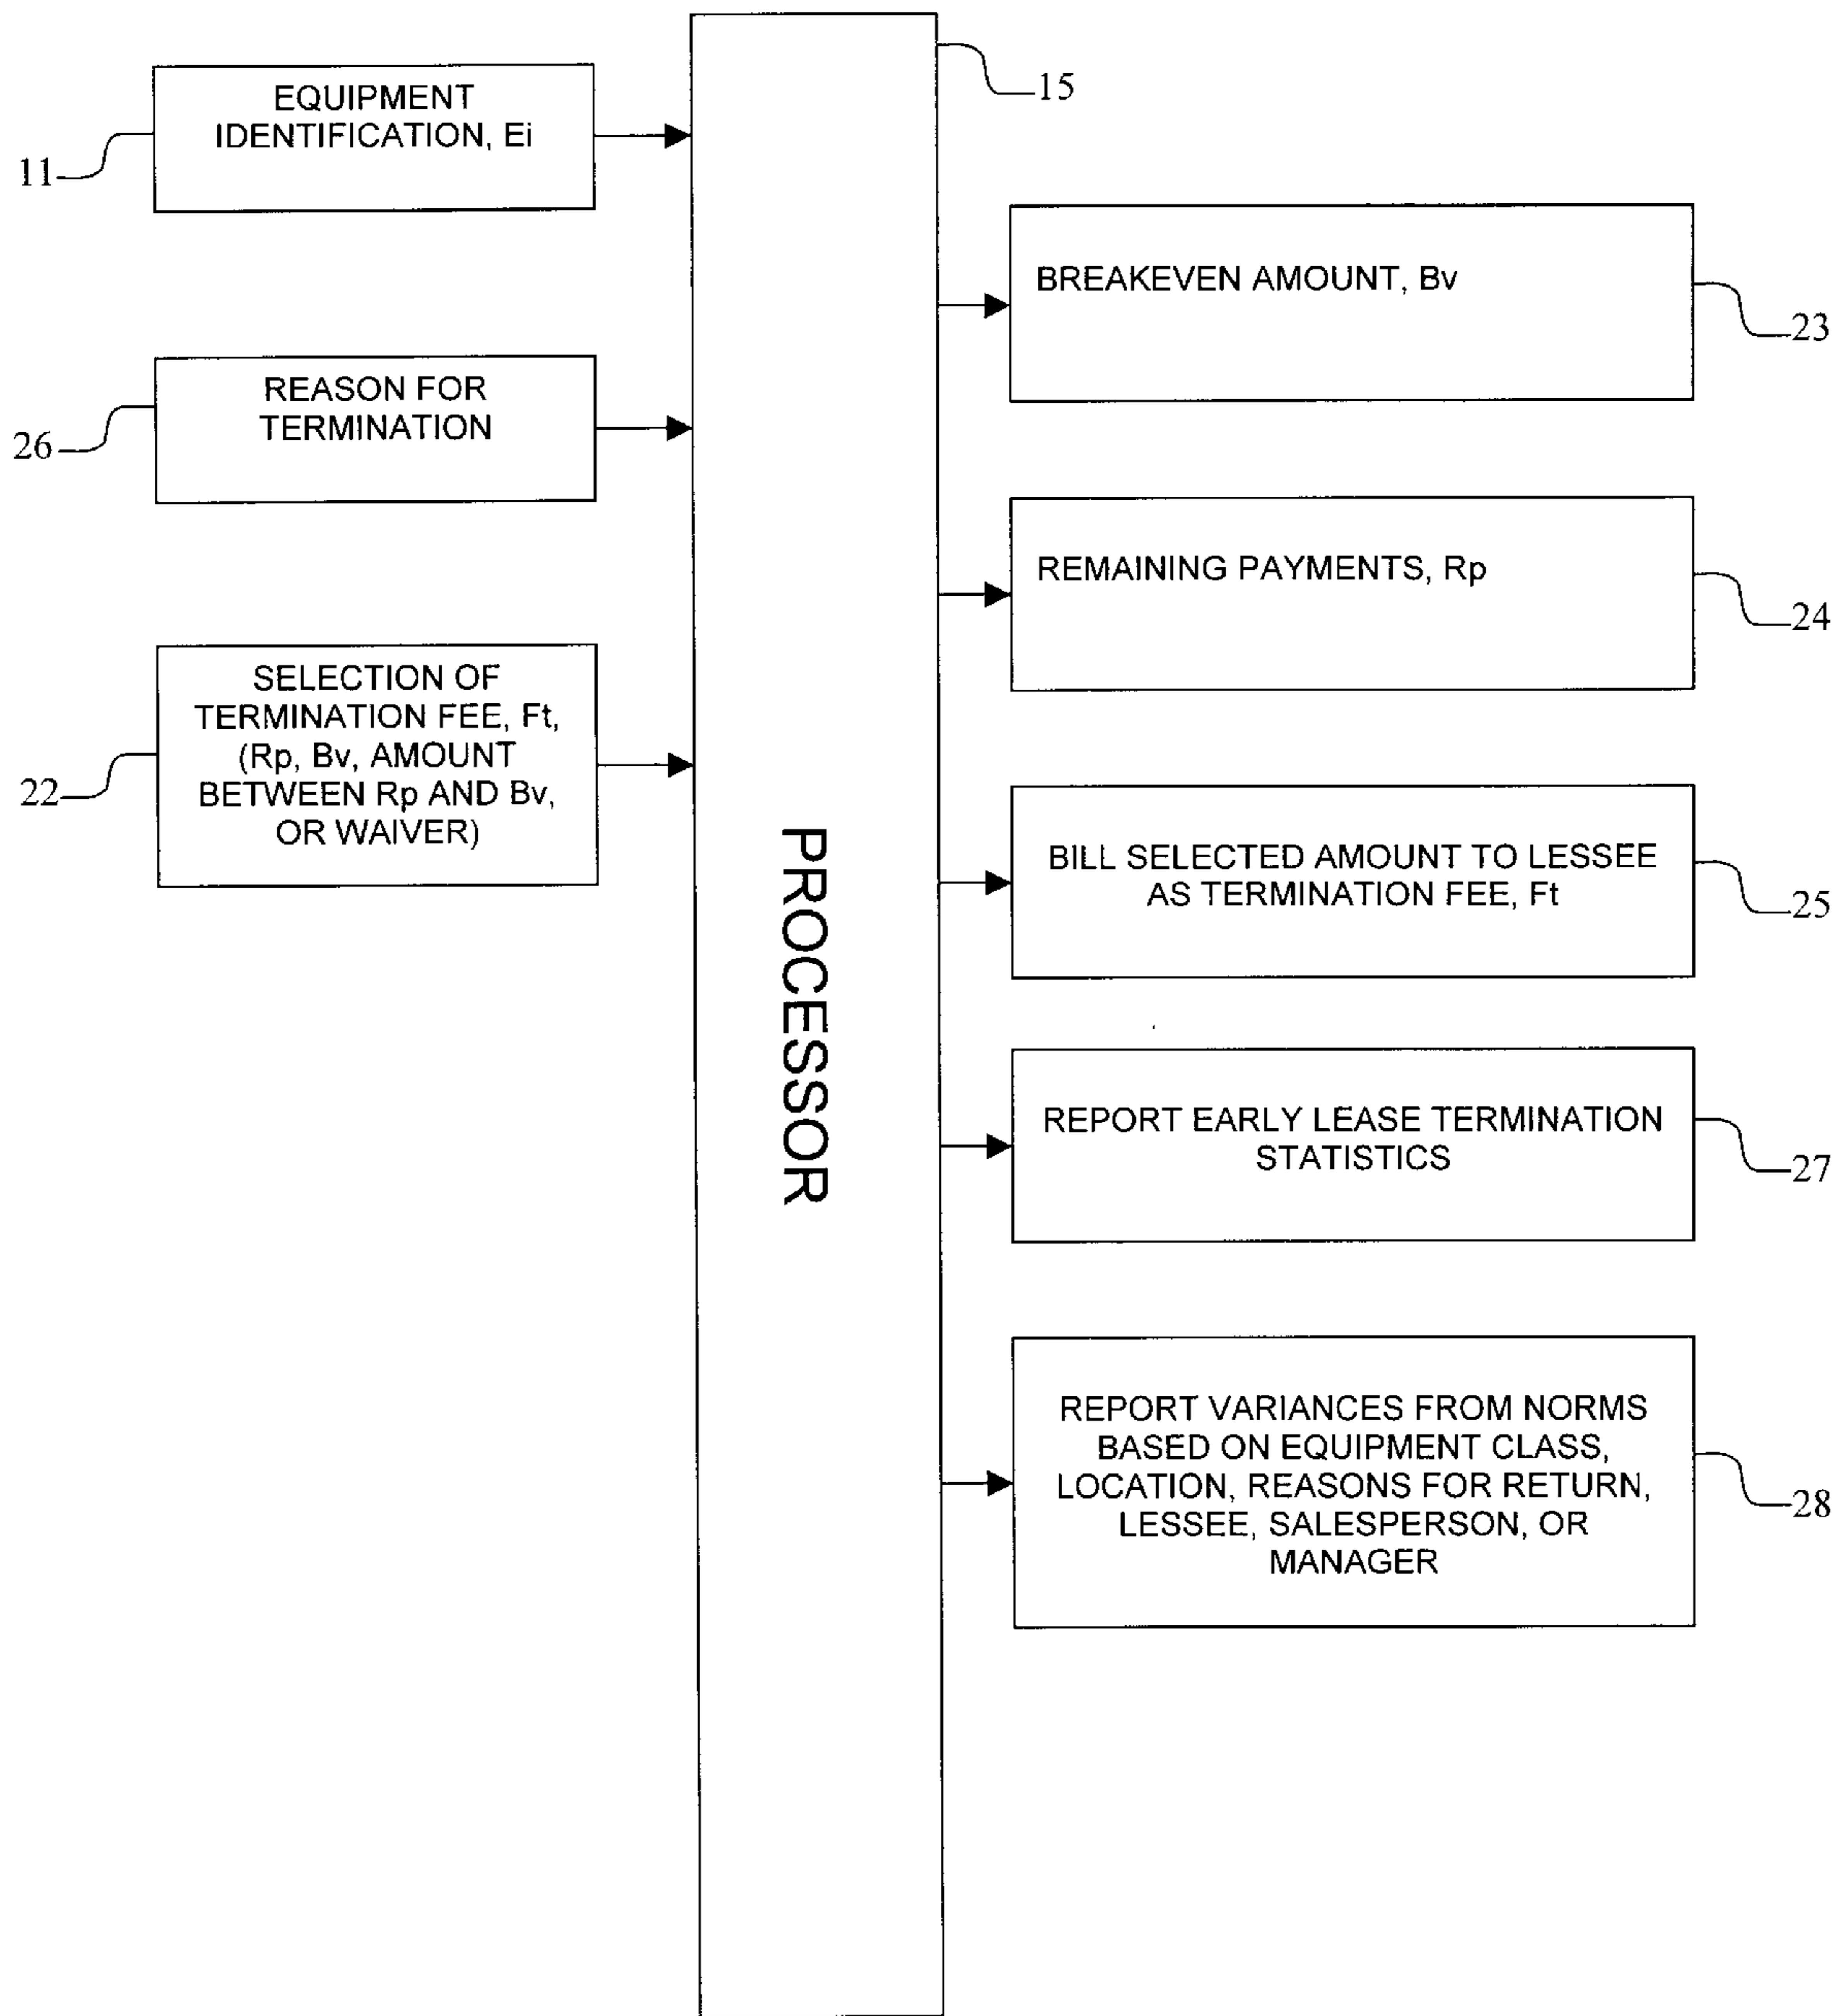 EQUIPMENT
IDENTIFICATION, Ei
11
15
BREAKEVEN AMOUNT, Bv
23
REASON FOR
TERMINATION
26
REMAINING PAYMENTS, Rp
24
SELECTION OF
TERMINATION FEE, Ft,
(Rp, Bv, AMOUNT
BETWEEN Rp AND Bv,
OR WAIVER)
22
PROCESSOR
BILL SELECTED AMOUNT TO LESSEE
AS TERMINATION FEE, Ft
25
REPORT EARLY LEASE TERMINATION
STATISTICS
27
REPORT VARIANCES FROM NORMS
BASED ON EQUIPMENT CLASS,
LOCATION, REASONS FOR RETURN,
LESSEE, SALESPERSON, OR
MANAGER
28